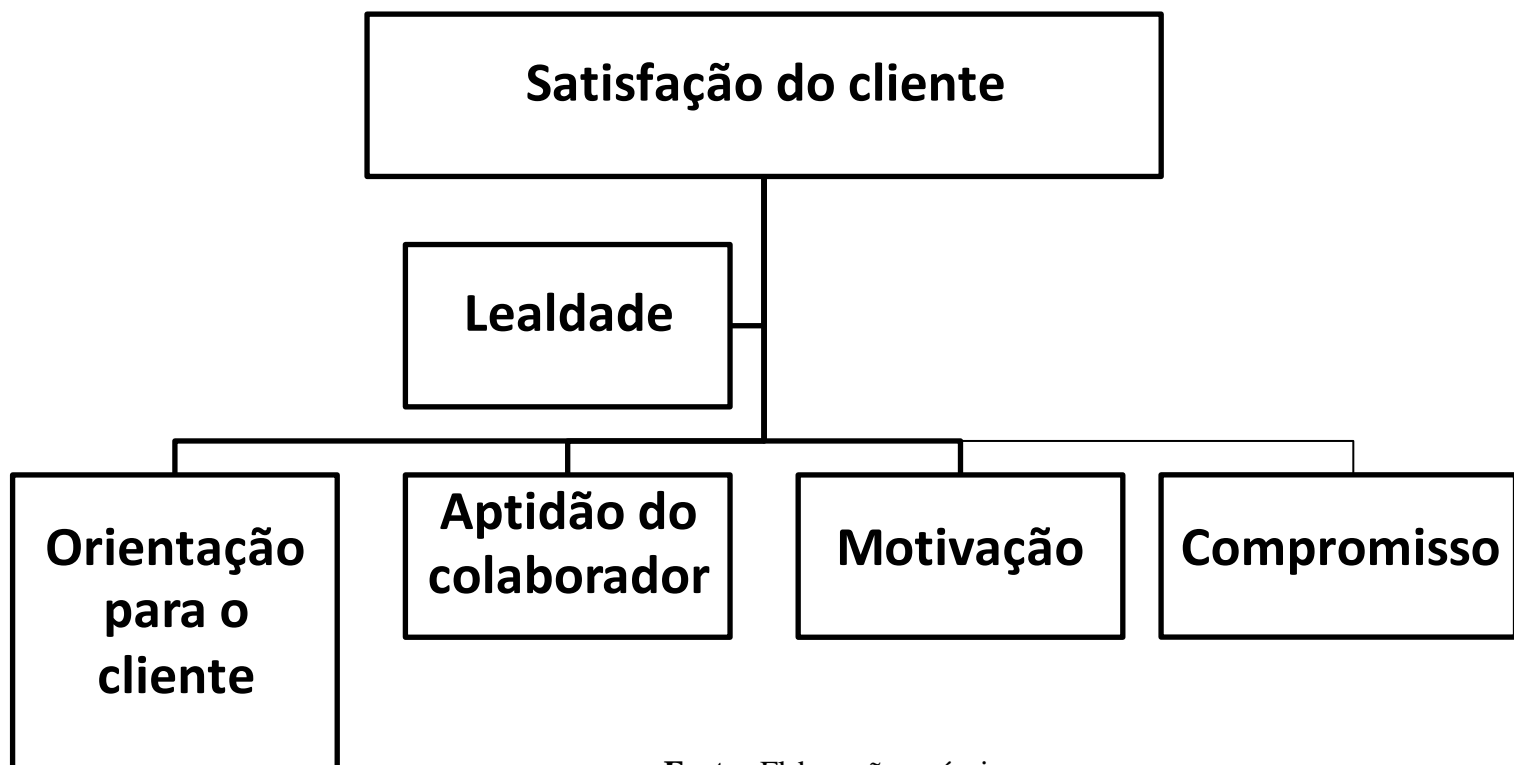 Satisfação do cliente
Lealdade
Orientação
para o
cliente
Aptidão do
colaborador
Motivação
Compromisso